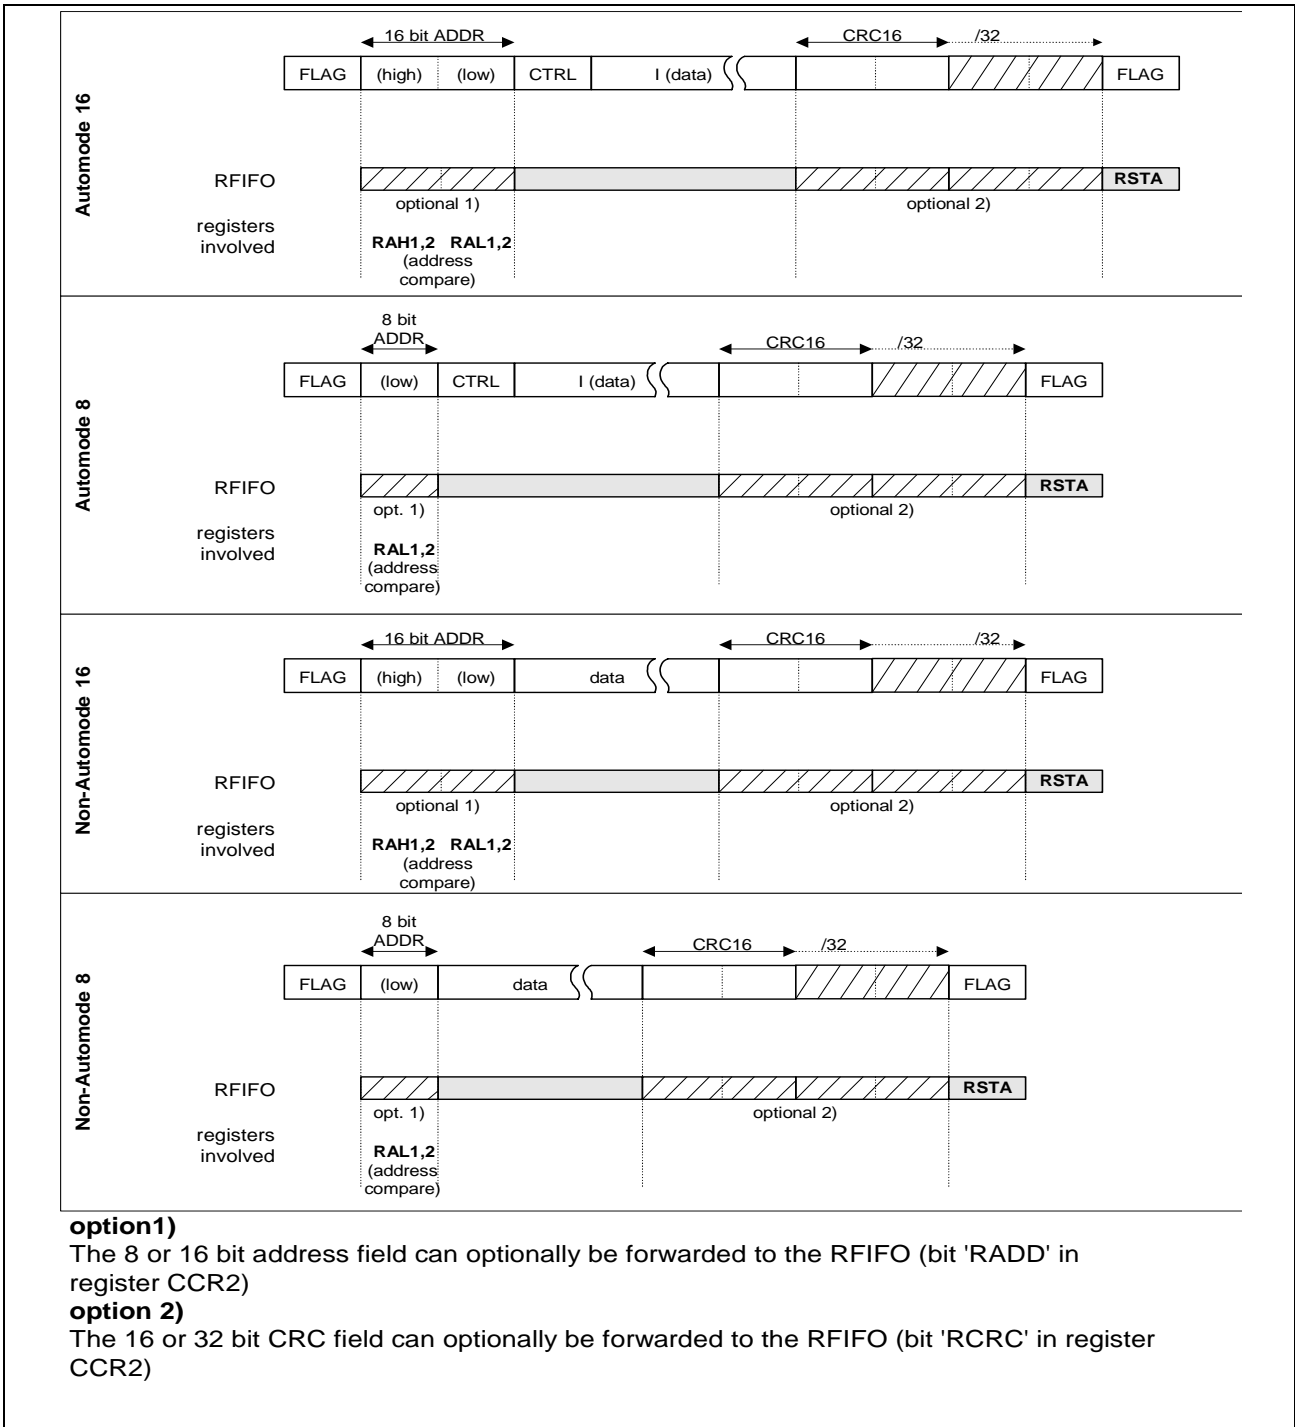 Automode 16
16 bit ADDR CRC16 /32
FLAG (high) (low) CTRL I (data) FLAG
RFIFO RSTA
optional 1) optional 2)
registers
involved
RAH1,2 RAL1,2
(address
compare)
Automode 8
8 bit
ADDR CRC16 /32
FLAG (low) CTRL I (data) FLAG
RFIFO RSTA
opt. 1) optional 2)
registers
involved
RAL1,2
(address
compare)
Non-Automode 16
16 bit ADDR CRC16 /32
FLAG (high) (low) data FLAG
RFIFO RSTA
optional 1) optional 2)
registers
involved
RAH1,2 RAL1,2
(address
compare)
Non-Automode 8
8 bit
ADDR CRC16 /32
FLAG (low) data FLAG
RFIFO RSTA
opt. 1) optional 2)
registers
involved
RAL1,2
(address
compare)
option1)
The 8 or 16 bit address field can optionally be forwarded to the RFIFO (bit 'RADD' in
register CCR2)
option 2)
The 16 or 32 bit CRC field can optionally be forwarded to the RFIFO (bit 'RCRC' in register
CCR2)